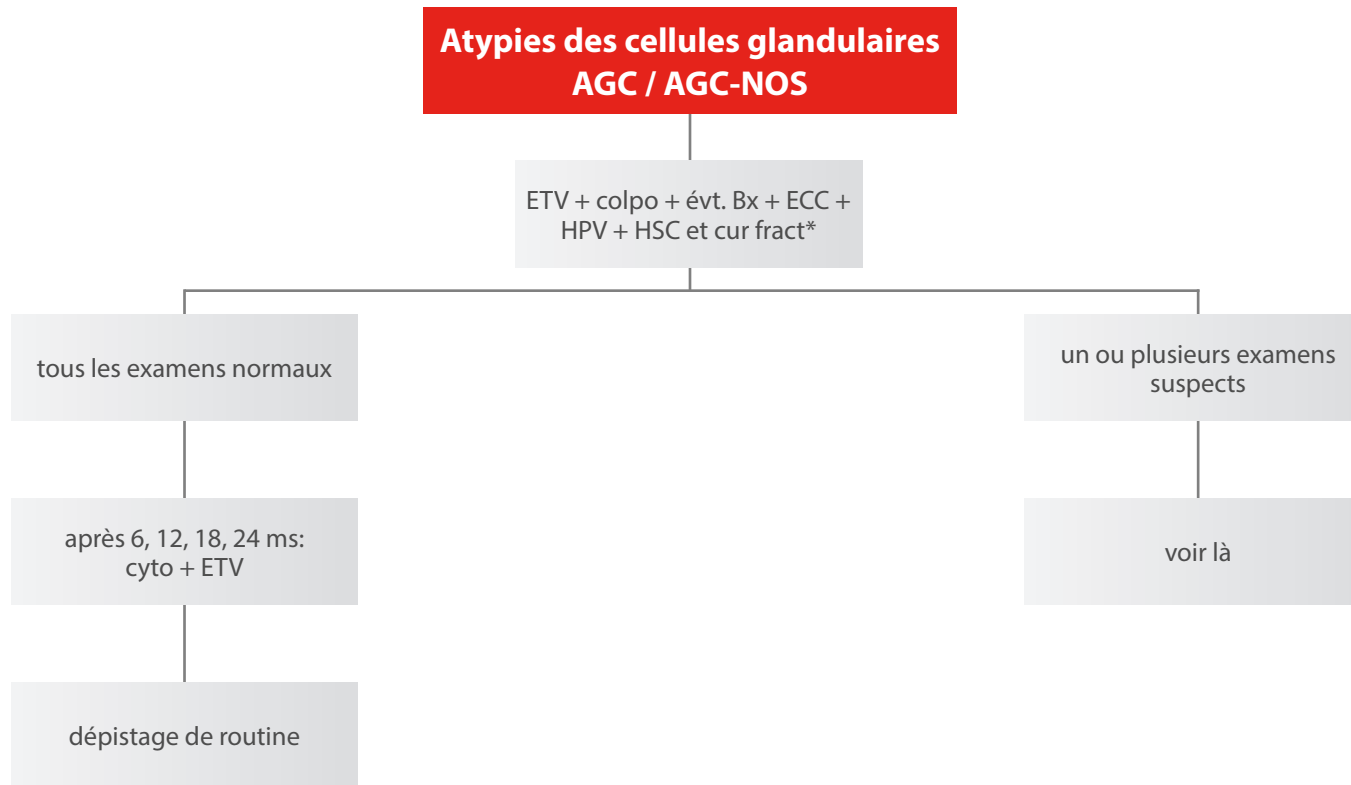 Atypies des cellules glandulaires
AGC / AGC-NOS
ETV + colpo + évt. Bx + ECC +
HPV + HSC et cur fract*
tous les examens normaux
un ou plusieurs examens
suspects
après 6, 12, 18, 24 ms:
cyto + ETV
voir là
dépistage de routine